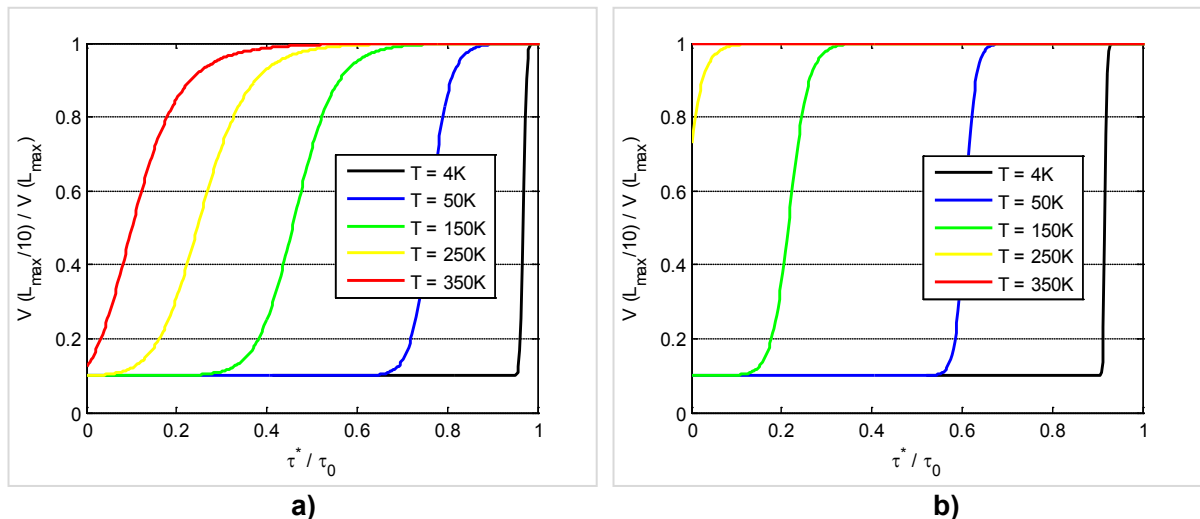 V (L_max/10) / V (L_max)
1
0.8
0.6
0.4
0.2
0
0 0.2 0.4 0.6 0.8 1
τ* / τ_0
T = 4K
T = 50K
T = 150K
T = 250K
T = 350K
a)
V (L_max/10) / V (L_max)
1
0.8
0.6
0.4
0.2
0
0 0.2 0.4 0.6 0.8 1
τ* / τ_0
T = 4K
T = 50K
T = 150K
T = 250K
T = 350K
b)